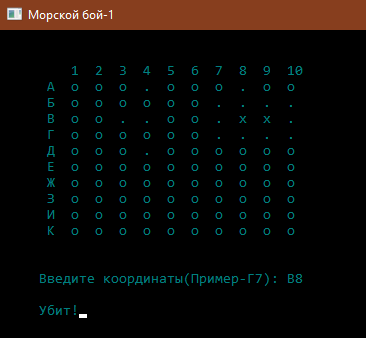 Морской бой-1
1 2 3 4 5 6 7 8 9 10
А o o o . o o o . o o
Б o o o o o o . . . .
В o o . . o o . x x .
Г o o o o o o . . . .
Д o o o . o o o o o o
Е o o o o o o o o o o
Ж o o o o o o o o o o
З o o o o o o o o o o
И o o o o o o o o o o
К o o o o o o o o o o
Введите координаты(Пример-Г7): В8
Убит!